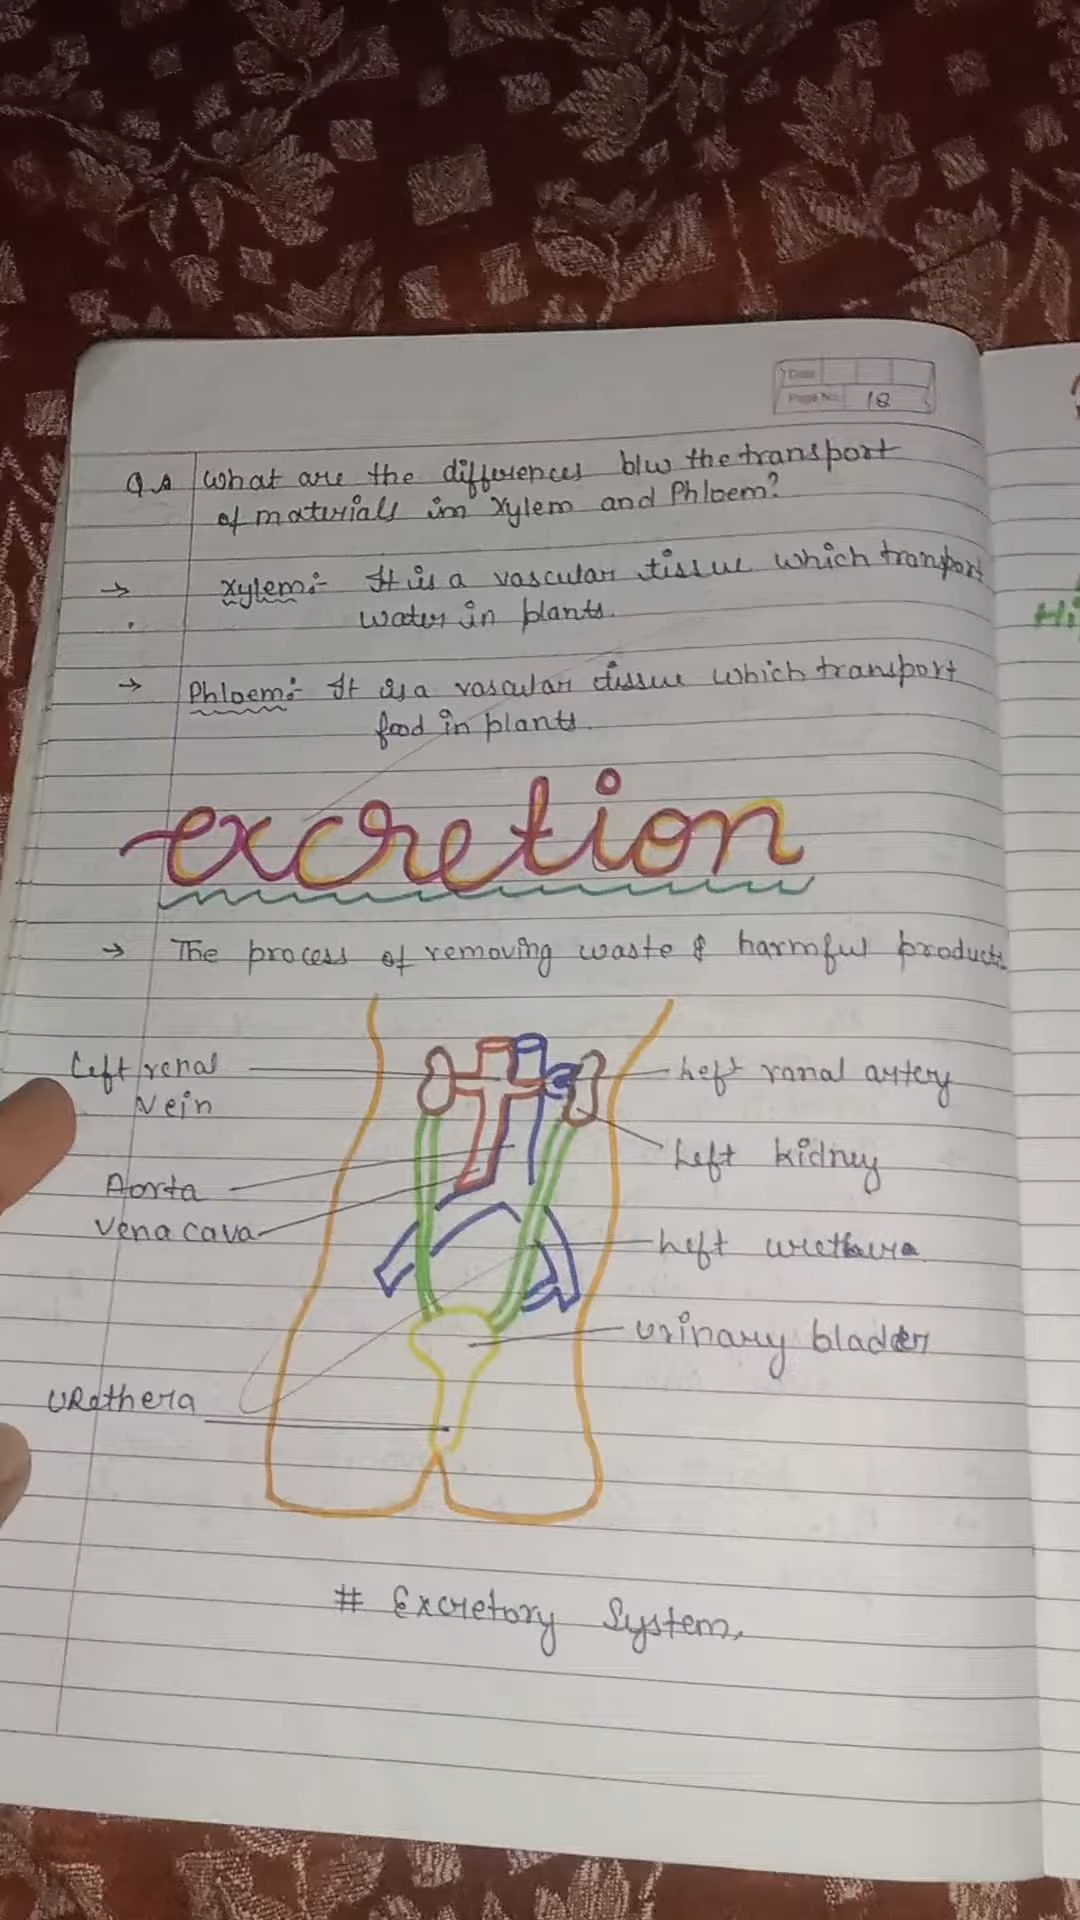 Date
Page No. 18
Q.A What are the differences b/w the transport
of materials in Xylem and Phloem?
→ Xylem:- It is a vascular tissue which transport
water in plants.
→ Phloem:- It is a vascular tissue which transport
food in plants.
excretion
→ The process of removing waste & harmful products
Left renal
Vein
Left ranal artery
Left kidney
Aorta
Vena cava
Left urethura
urinary bladder
URethera
# Excretory System.
Hi